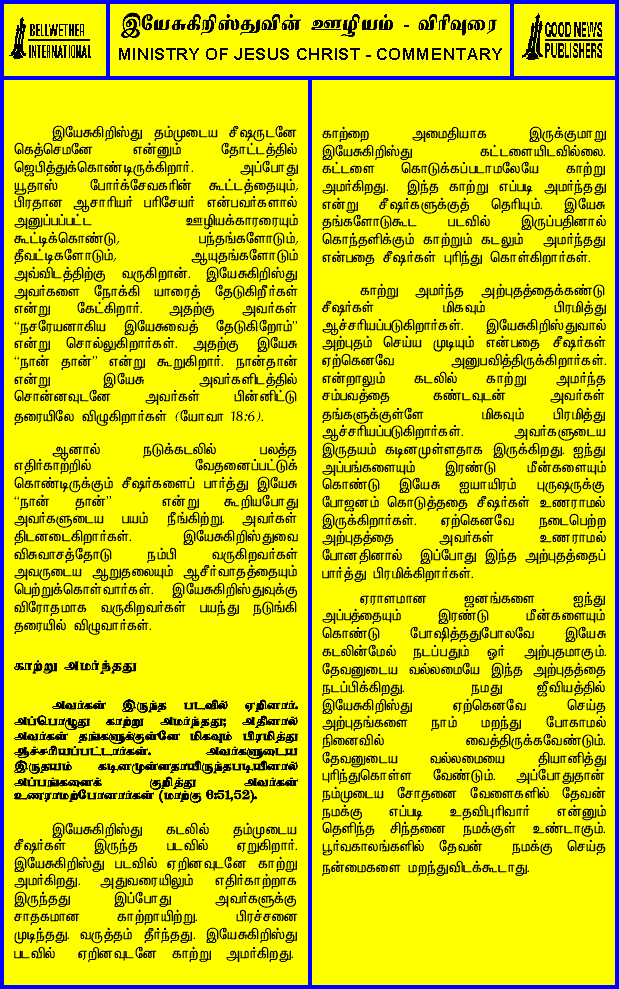 BELLWETHER
INTERNATIONAL
இயேசுகிறிஸ்துவின் ஊழியம் - விரிவுரை
MINISTRY OF JESUS CHRIST - COMMENTARY
GOOD NEWS
PUBLISHERS
இயேசுகிறிஸ்து தம்முடைய சீஷருடனே
கெத்செமனே என்னும் தோட்டத்தில்
ஜெபித்துக்கொண்டிருக்கிறார். அப்போது
யூதாஸ் போர்ச்சேவகரின் கூட்டத்தையும்,
பிரதான ஆசாரியர் பரிசேயர் என்பவர்களால்
அனுப்பப்பட்ட ஊழியக்காரரையும்
கூட்டிக்கொண்டு, பந்தங்களோடும்,
தீவட்டிகளோடும், ஆயுதங்களோடும்
அவ்விடத்திற்கு வருகிறான். இயேசுகிறிஸ்து
அவர்களை நோக்கி யாரைத் தேடுகிறீர்கள்
என்று கேட்கிறார். அதற்கு அவர்கள்
“நசரேயனாகிய இயேசுவைத் தேடுகிறோம்”
என்று சொல்லுகிறார்கள். அதற்கு இயேசு
“நான் தான்” என்று கூறுகிறார். நான்தான்
என்று இயேசு அவர்களிடத்தில்
சொன்னவுடனே அவர்கள் பின்னிட்டு
தரையிலே விழுகிறார்கள் (யோவா 18:6).
ஆனால் நடுக்கடலில் பலத்த
எதிர்காற்றில் வேதனைப்பட்டுக்
கொண்டிருக்கும் சீஷர்களைப் பார்த்து இயேசு
“நான் தான்” என்று கூறியபோது
அவர்களுடைய பயம் நீங்கிற்று. அவர்கள்
திடனடைகிறார்கள். இயேசுகிறிஸ்துவை
விசுவாசத்தோடு நம்பி வருகிறவர்கள்
அவருடைய ஆறுதலையும் ஆசீர்வாதத்தையும்
பெற்றுக்கொள்வார்கள். இயேசுகிறிஸ்துவுக்கு
விரோதமாக வருகிறவர்கள் பயந்து நடுங்கி
தரையில் விழுவார்கள்.
காற்று அமர்ந்தது
அவர்கள் இருந்த படவில் ஏறினார்.
அப்பொழுது காற்று அமர்ந்தது; அதினால்
அவர்கள் தங்களுக்குள்ளே மிகவும் பிரமித்து
ஆச்சரியப்பட்டார்கள். அவர்களுடைய
இருதயம் கடினமுள்ளதாயிருந்தபடியினால்
அப்பங்களைக் குறித்து அவர்கள்
உணராமற்போனார்கள் (மாற்கு 6:51,52).
இயேசுகிறிஸ்து கடலில் தம்முடைய
சீஷர்கள் இருந்த படவில் ஏறுகிறார்.
இயேசுகிறிஸ்து படவில் ஏறினவுடனே காற்று
அமர்கிறது. அதுவரையிலும் எதிர்காற்றாக
இருந்தது இப்போது அவர்களுக்கு
சாதகமான காற்றாயிற்று. பிரச்சனை
முடிந்தது. வருத்தம் தீர்ந்தது. இயேசுகிறிஸ்து
படவில் ஏறினவுடனே காற்று அமர்கிறது.
காற்றை அமைதியாக இருக்குமாறு
இயேசுகிறிஸ்து கட்டளையிடவில்லை.
கட்டளை கொடுக்கப்படாமலேயே காற்று
அமர்கிறது. இந்த காற்று எப்படி அமர்ந்தது
என்று சீஷர்களுக்குத் தெரியும். இயேசு
தங்களோடுகூட படவில் இருப்பதினால்
கொந்தளிக்கும் காற்றும் கடலும் அமர்ந்தது
என்பதை சீஷர்கள் புரிந்து கொள்கிறார்கள்.
காற்று அமர்ந்த அற்புதத்தைக்கண்டு
சீஷர்கள் மிகவும் பிரமித்து
ஆச்சரியப்படுகிறார்கள். இயேசுகிறிஸ்துவால்
அற்புதம் செய்ய முடியும் என்பதை சீஷர்கள்
ஏற்கெனவே அனுபவித்திருக்கிறார்கள்.
என்றாலும் கடலில் காற்று அமர்ந்த
சம்பவத்தை கண்டவுடன் அவர்கள்
தங்களுக்குள்ளே மிகவும் பிரமித்து
ஆச்சரியப்படுகிறார்கள். அவர்களுடைய
இருதயம் கடினமுள்ளதாக இருக்கிறது. ஐந்து
அப்பங்களையும் இரண்டு மீன்களையும்
கொண்டு இயேசு ஐயாயிரம் புருஷருக்கு
போஜனம் கொடுத்ததை சீஷர்கள் உணராமல்
இருக்கிறார்கள். ஏற்கெனவே நடைபெற்ற
அற்புதத்தை அவர்கள் உணராமல்
போனதினால் இப்போது இந்த அற்புதத்தைப்
பார்த்து பிரமிக்கிறார்கள்.
ஏராளமான ஜனங்களை ஐந்து
அப்பத்தையும் இரண்டு மீன்களையும்
கொண்டு போஷித்ததுபோலவே இயேசு
கடலின்மேல் நடப்பதும் ஓர் அற்புதமாகும்.
தேவனுடைய வல்லமையே இந்த அற்புதத்தை
நடப்பிக்கிறது. நமது ஜீவியத்தில்
இயேசுகிறிஸ்து ஏற்கெனவே செய்த
அற்புதங்களை நாம் மறந்து போகாமல்
நினைவில் வைத்திருக்கவேண்டும்.
தேவனுடைய வல்லமையை தியானித்து
புரிந்துகொள்ள வேண்டும். அப்போதுதான்
நம்முடைய சோதனை வேளைகளில் தேவன்
நமக்கு எப்படி உதவிபுரிவார் என்னும்
தெளிந்த சிந்தனை நமக்குள் உண்டாகும்.
பூர்வகாலங்களில் தேவன் நமக்கு செய்த
நன்மைகளை மறந்துவிடக்கூடாது.